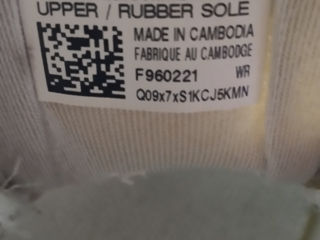 UPPER / RUBBER SOLE
MADE IN CAMBODIA
FABRIQUE AU CAMBODGE
F960221 WR
Q09x7xS1KCJ5KMN